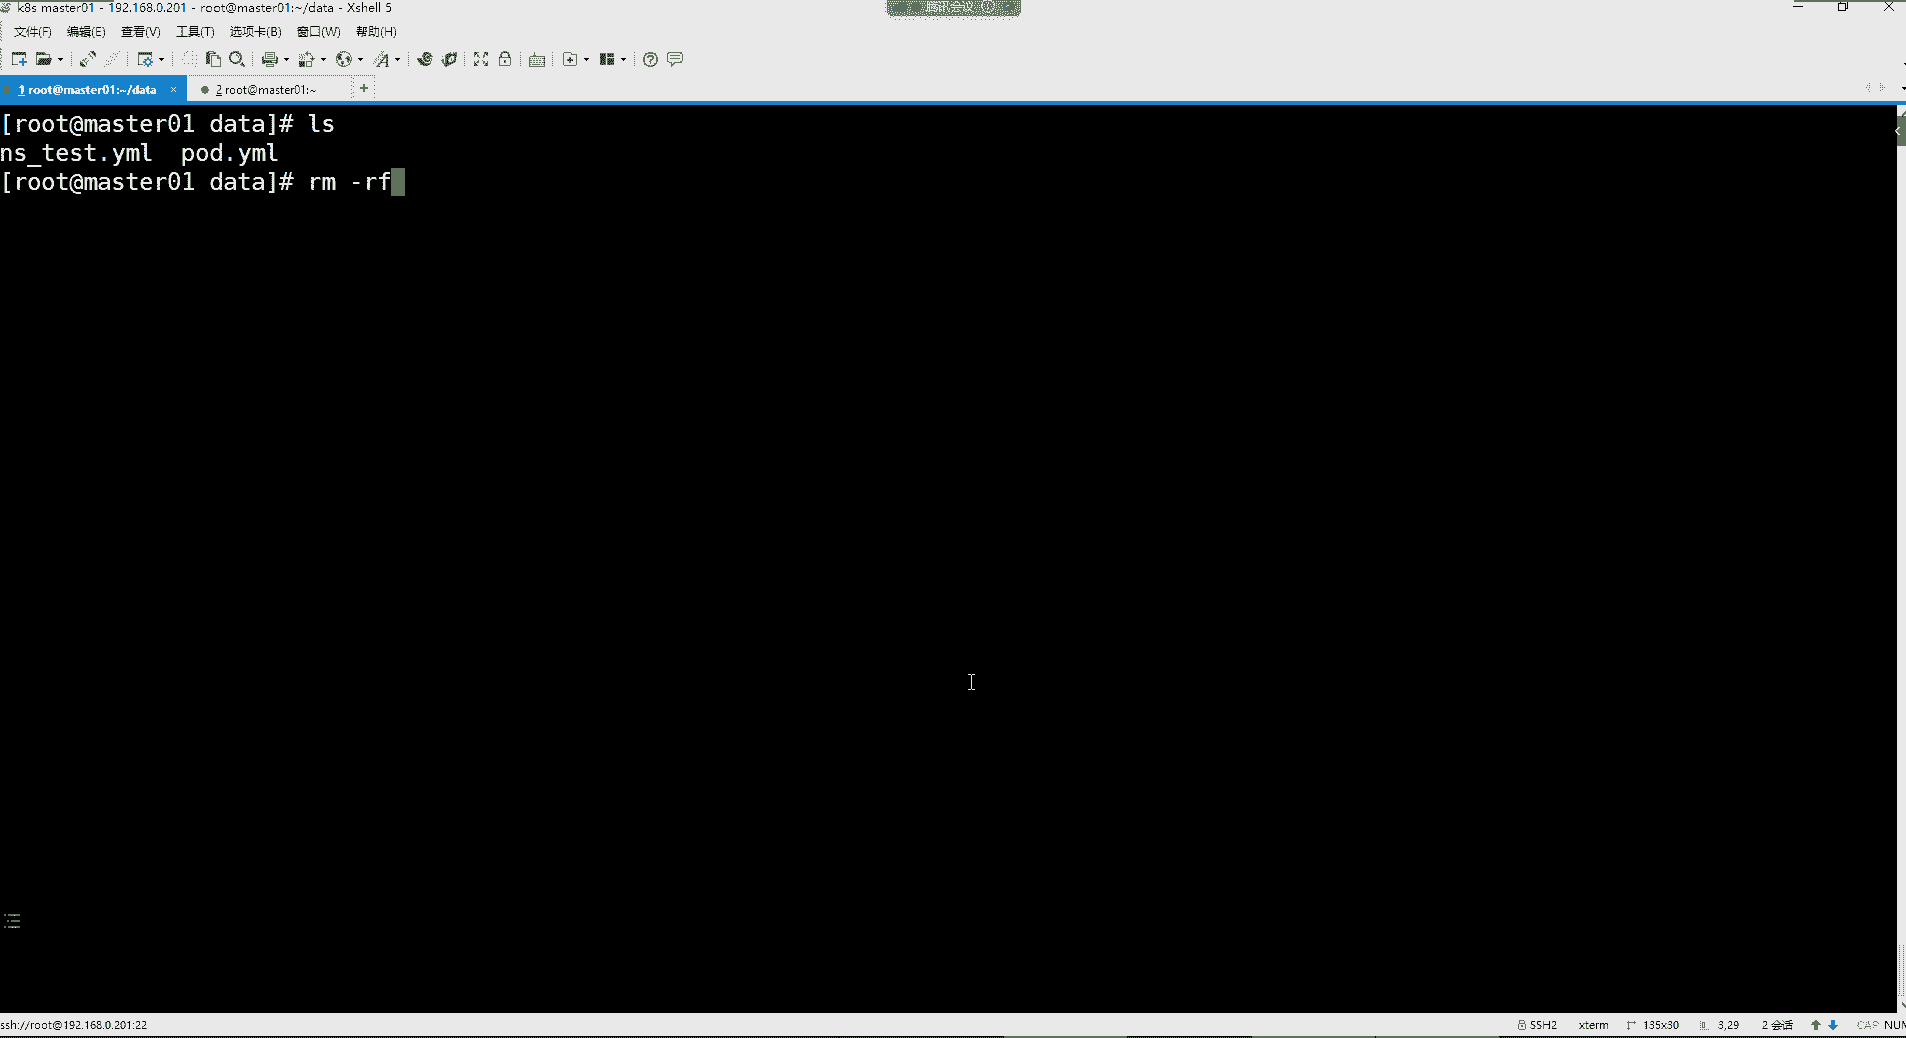 k8s master01 - 192.168.0.201 - root@master01:~/data - Xshell 5
腾讯会议
文件(F) 编辑(E) 查看(V) 工具(T) 选项卡(B) 窗口(W) 帮助(H)
1 root@master01:~/data × 2 root@master01:~ +
[root@master01 data]# ls
ns_test.yml  pod.yml
[root@master01 data]# rm -rf
ssh://root@192.168.0.201:22 SSH2 xterm 135x30 3,29 2 会话 CAP NUM